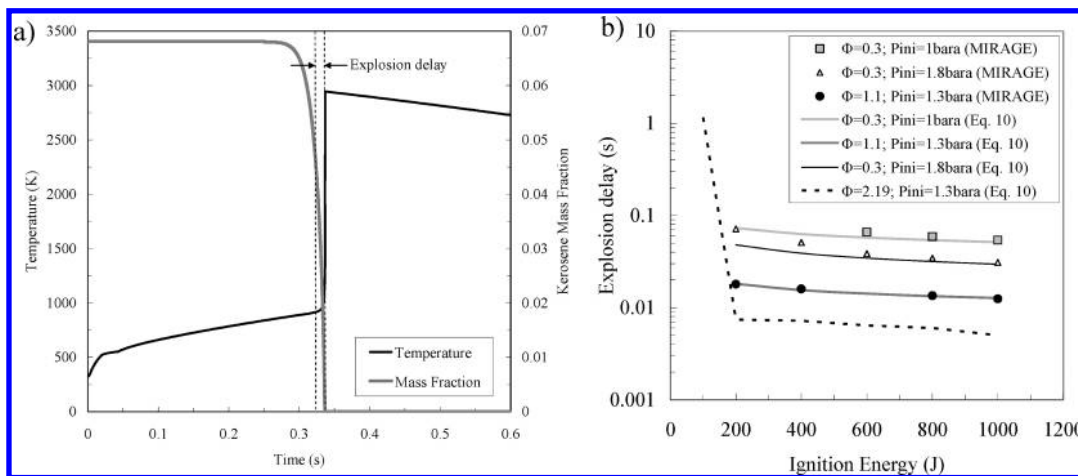 a)
3500
3000
2500
2000
1500
1000
500
0
Temperature (K)
0
0.1
0.2
0.3
0.4
0.5
0.6
Time (s)
0.07
0.06
0.05
0.04
0.03
0.02
0.01
0
Kerosene Mass Fraction
Explosion delay
Temperature
Mass Fraction
b)
10
1
0.1
0.01
0.001
Explosion delay (s)
0
200
400
600
800
1000
1200
Ignition Energy (J)
Φ=0.3; Pini=1bara (MIRAGE)
Φ=0.3; Pini=1.8bara (MIRAGE)
Φ=1.1; Pini=1.3bara (MIRAGE)
Φ=0.3; Pini=1bara (Eq. 10)
Φ=1.1; Pini=1.3bara (Eq. 10)
Φ=0.3; Pini=1.8bara (Eq. 10)
Φ=2.19; Pini=1.3bara (Eq. 10)